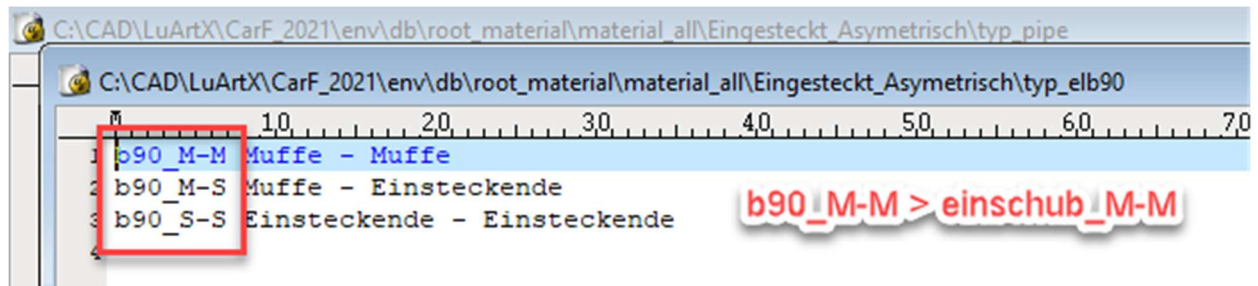 C:\CAD\LuArtX\CarF_2021\env\db\root_material\material_all\Eingesteckt_Asymetrisch\typ_pipe
C:\CAD\LuArtX\CarF_2021\env\db\root_material\material_all\Eingesteckt_Asymetrisch\typ_elb90
1,0 2,0 3,0 4,0 5,0 6,0 7,0
1 b90_M-M Muffe - Muffe
2 b90_M-S Muffe - Einsteckende
3 b90_S-S Einsteckende - Einsteckende
4
b90_M-M > einschub_M-M